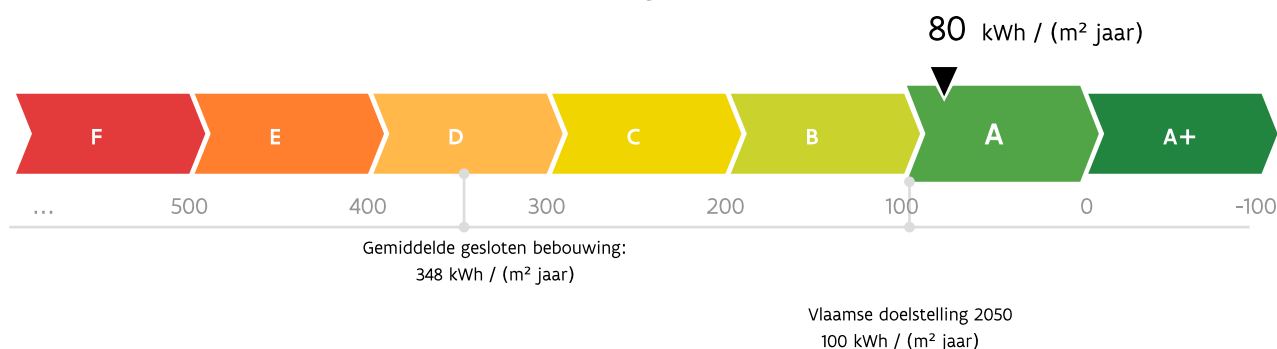 80 kWh / (m² jaar)
F E D C B A A+
... 500 400 300 200 100 0 -100
Gemiddelde gesloten bebouwing:
348 kWh / (m² jaar)
Vlaamse doelstelling 2050
100 kWh / (m² jaar)